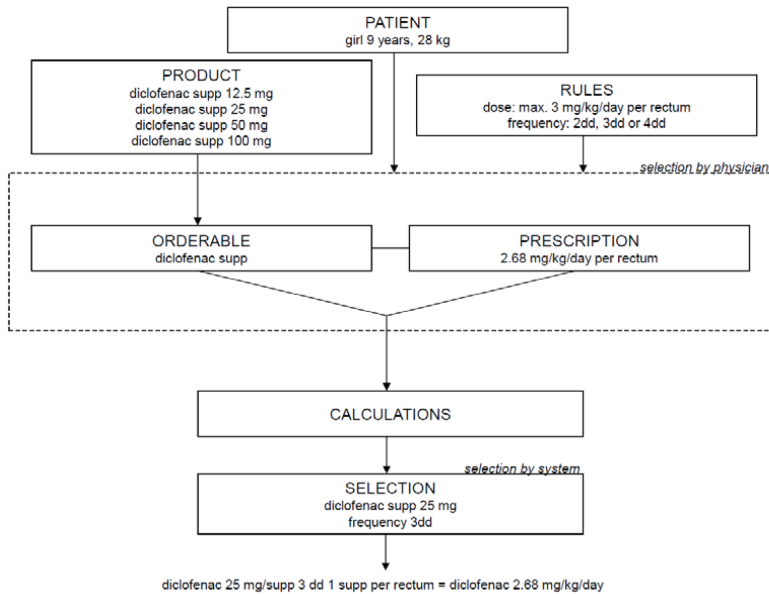 PATIENT
girl 9 years, 28 kg
PRODUCT
diclofenac supp 12.5 mg
diclofenac supp 25 mg
diclofenac supp 50 mg
diclofenac supp 100 mg
RULES
dose: max. 3 mg/kg/day per rectum
frequency: 2dd, 3dd or 4dd
selection by physician
ORDERABLE
diclofenac supp
PRESCRIPTION
2.68 mg/kg/day per rectum
CALCULATIONS
selection by system
SELECTION
diclofenac supp 25 mg
frequency 3dd
diclofenac 25 mg/supp 3 dd 1 supp per rectum = diclofenac 2.68 mg/kg/day